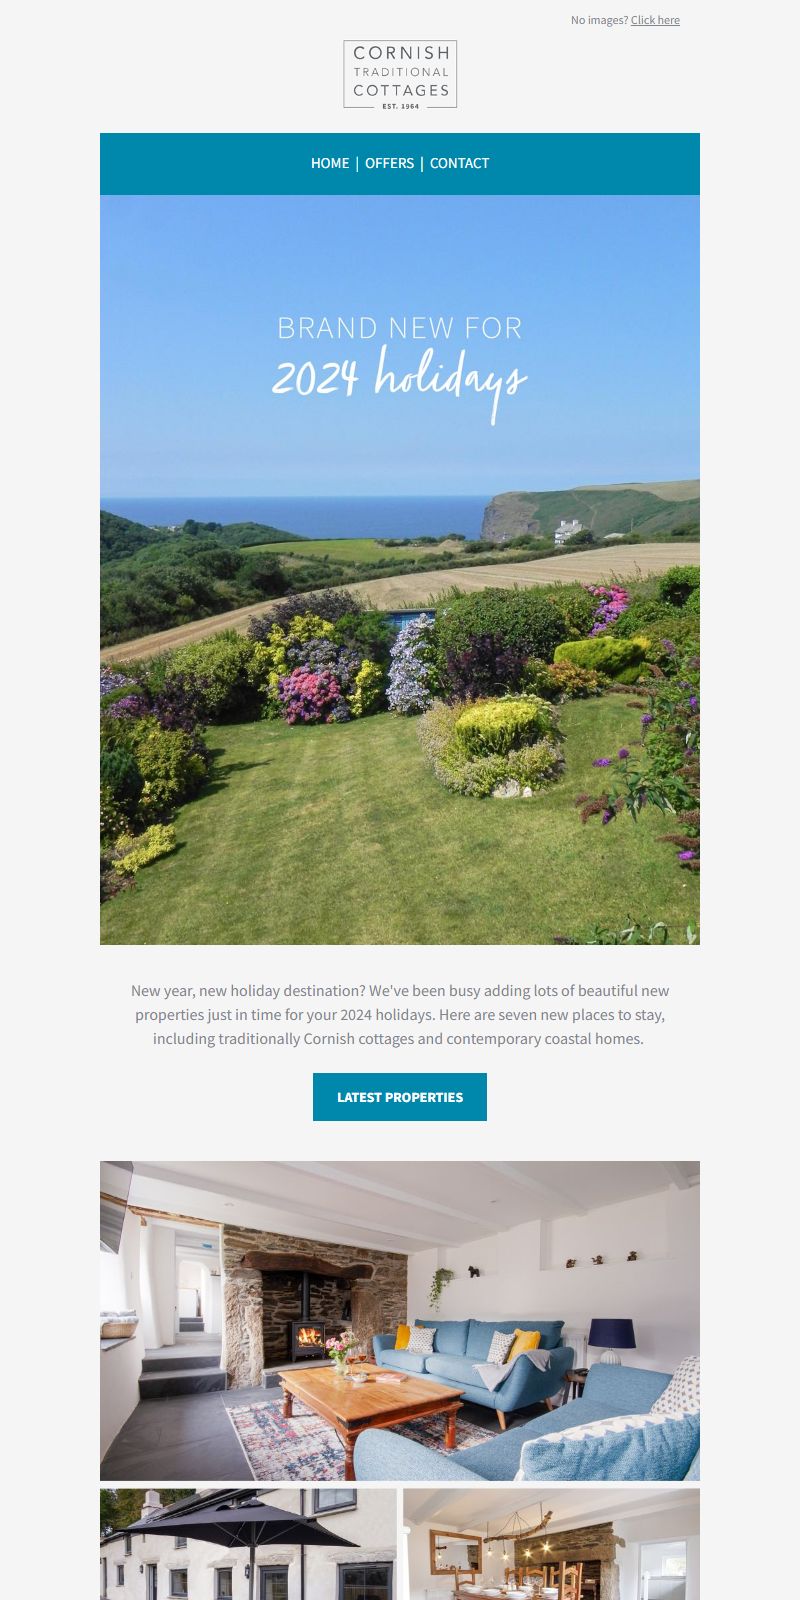 No images? Click here
CORNISH
TRADITIONAL
COTTAGES
EST. 1964
HOME | OFFERS | CONTACT
BRAND NEW FOR
2024 holidays
New year, new holiday destination? We've been busy adding lots of beautiful new
properties just in time for your 2024 holidays. Here are seven new places to stay,
including traditionally Cornish cottages and contemporary coastal homes.
LATEST PROPERTIES